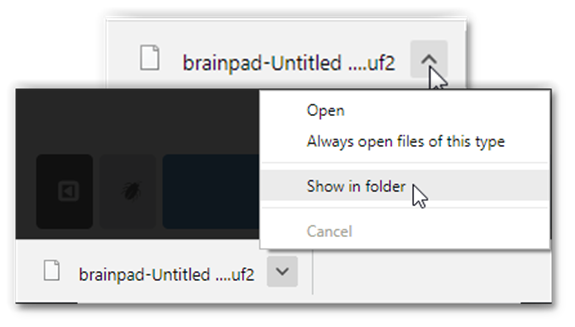 brainpad-Untitled ....uf2
Open
Always open files of this type
Show in folder
Cancel
brainpad-Untitled ....uf2